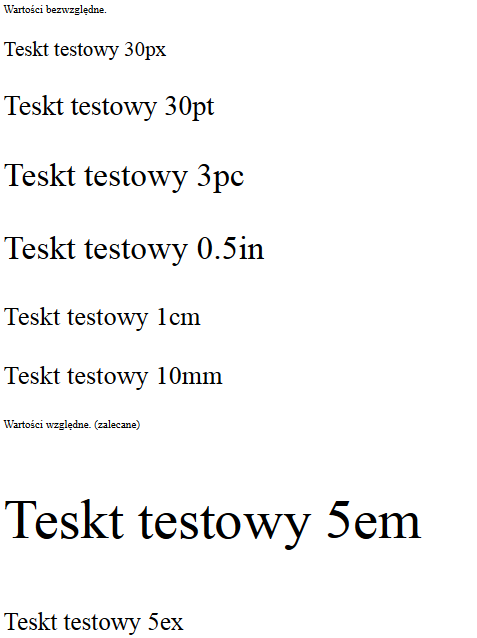 Wartości bezwzględne.
Teskt testowy 30px
Teskt testowy 30pt
Teskt testowy 3pc
Teskt testowy 0.5in
Teskt testowy 1cm
Teskt testowy 10mm
Wartości względne. (zalecane)
Teskt testowy 5em
Teskt testowy 5ex